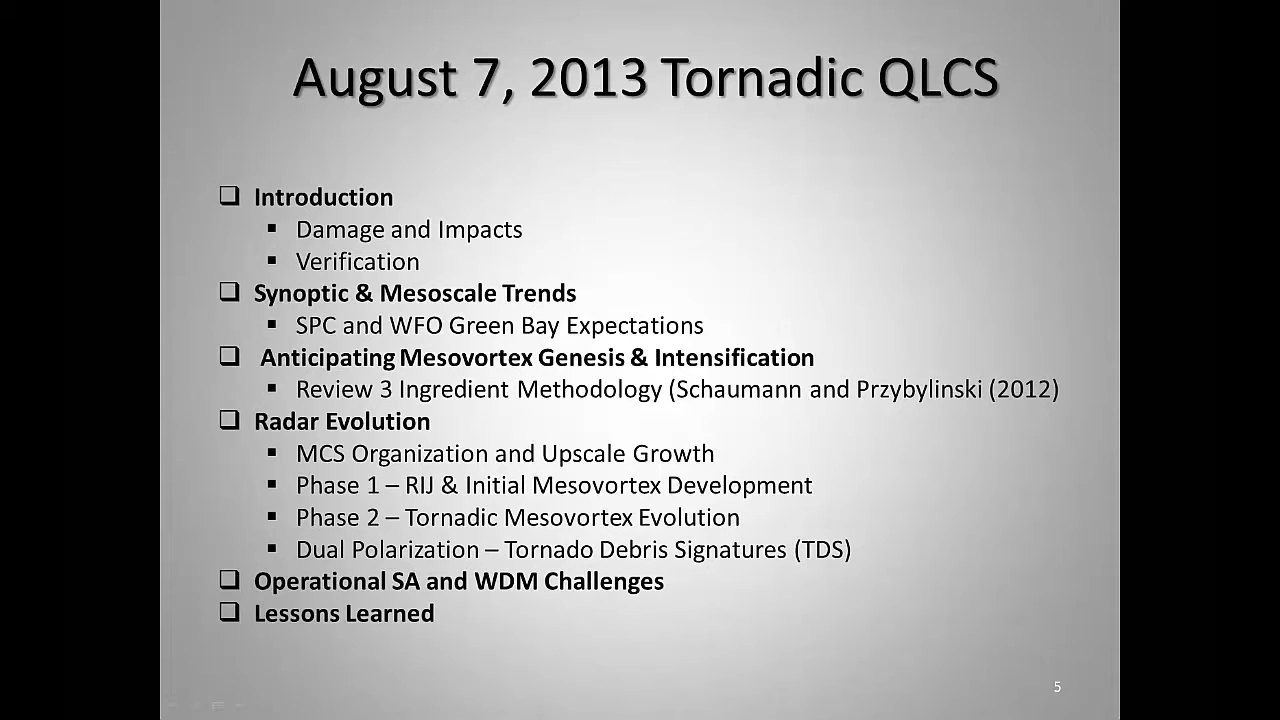 August 7, 2013 Tornadic QLCS
Introduction
Damage and Impacts
Verification
Synoptic & Mesoscale Trends
SPC and WFO Green Bay Expectations
Anticipating Mesovortex Genesis & Intensification
Review 3 Ingredient Methodology (Schaumann and Przybylinski (2012)
Radar Evolution
MCS Organization and Upscale Growth
Phase 1 – RIJ & Initial Mesovortex Development
Phase 2 – Tornadic Mesovortex Evolution
Dual Polarization – Tornado Debris Signatures (TDS)
Operational SA and WDM Challenges
Lessons Learned
5